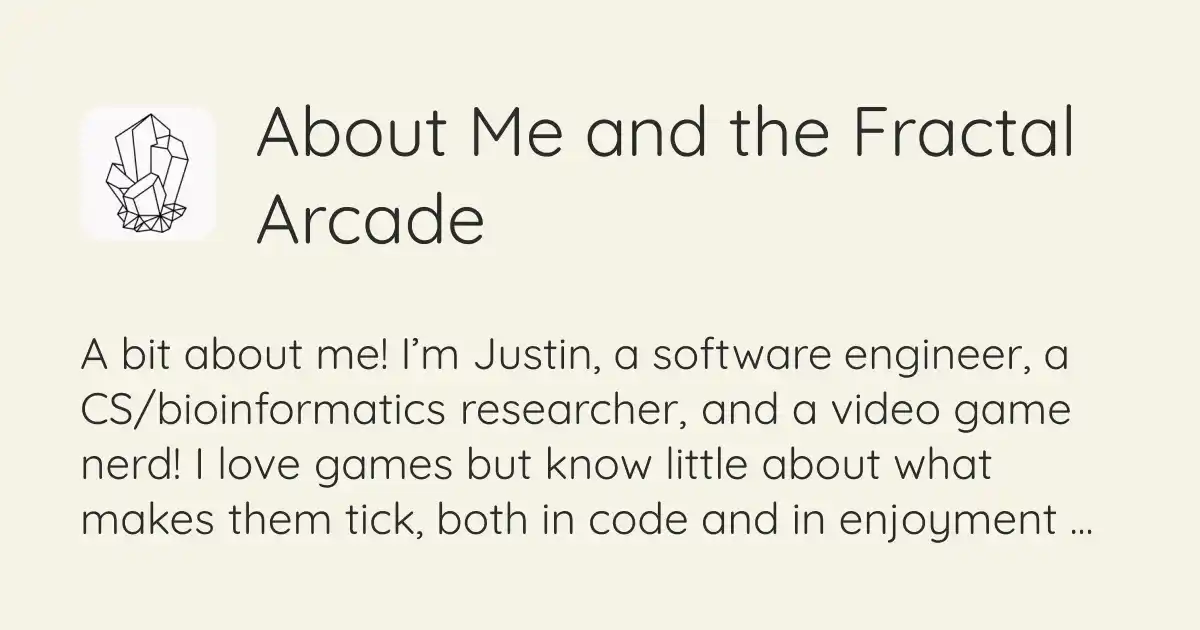 About Me and the Fractal
Arcade
A bit about me! I’m Justin, a software engineer, a
CS/bioinformatics researcher, and a video game
nerd! I love games but know little about what
makes them tick, both in code and in enjoyment ...